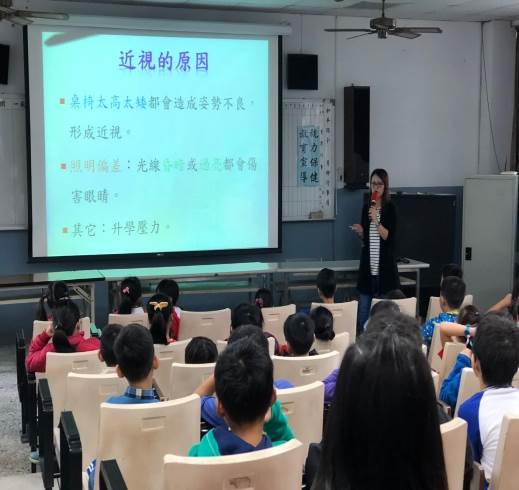 近視的原因
桌椅太高太矮都會造成姿勢不良，
形成近視。
照明偏差：光線昏暗或過亮都會傷
害眼睛。
其它：升學壓力。
視力保健
教育宣導